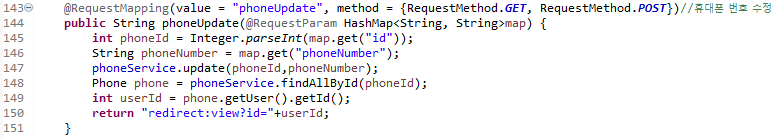 143 @RequestMapping(value = "phoneUpdate", method = {RequestMethod.GET, RequestMethod.POST})//휴대폰 번호 수정
144 public String phoneUpdate(@RequestParam HashMap<String, String>map) {
145 int phoneId = Integer.parseInt(map.get("id"));
146 String phoneNumber = map.get("phoneNumber");
147 phoneService.update(phoneId,phoneNumber);
148 Phone phone = phoneService.findAllById(phoneId);
149 int userId = phone.getUser().getId();
150 return "redirect:view?id="+userId;
151 }